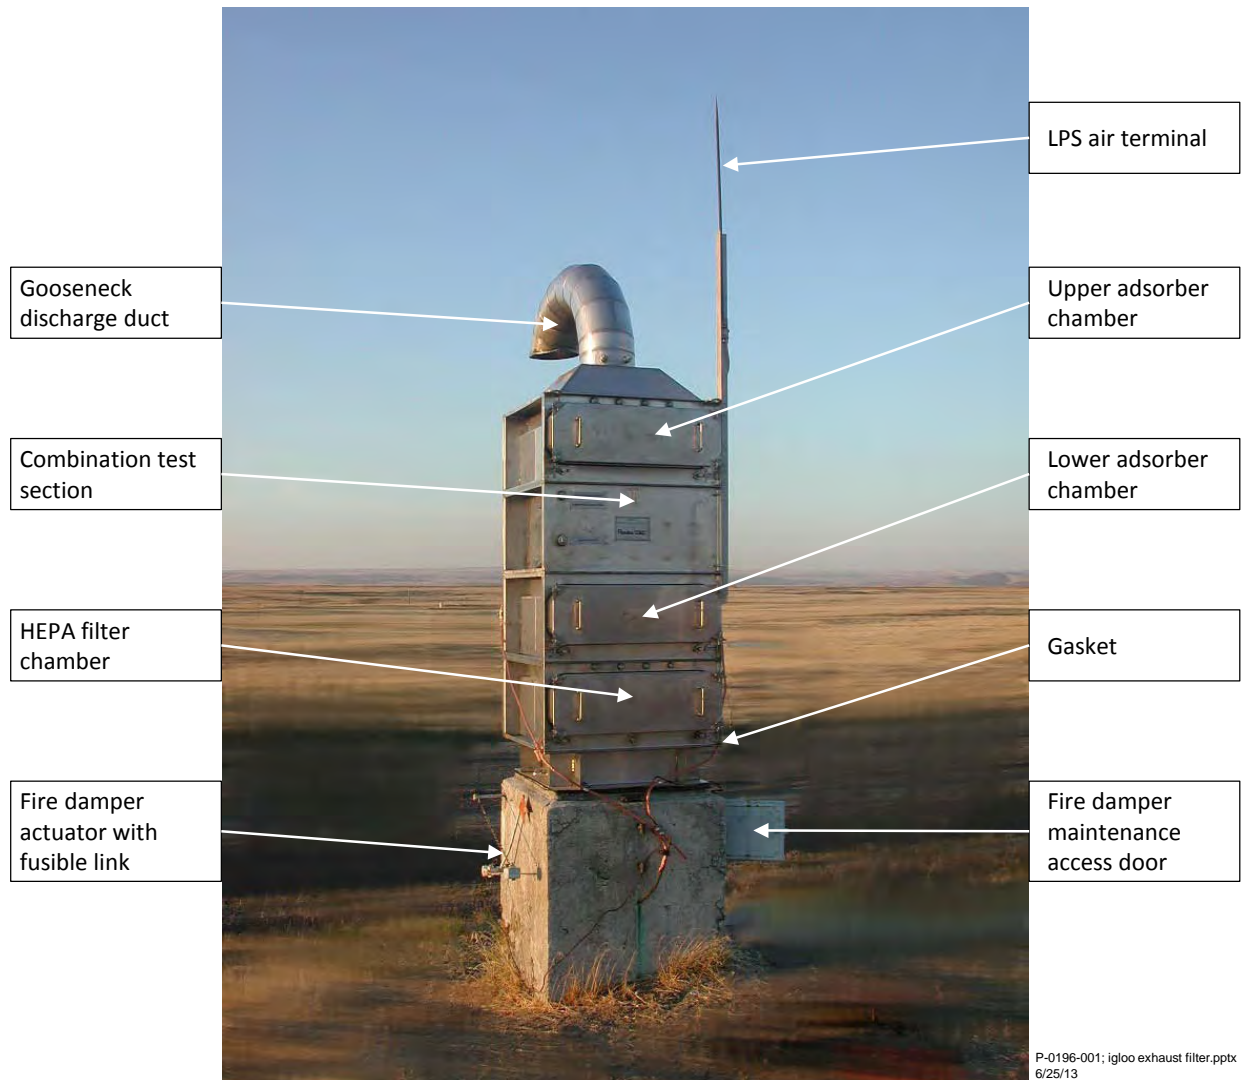 LPS air terminal
Gooseneck
discharge duct
Upper adsorber
chamber
Combination test
section
Lower adsorber
chamber
HEPA filter
chamber
Gasket
Fire damper
actuator with
fusible link
Fire damper
maintenance
access door
P-0196-001; igloo exhaust filter.pptx
6/25/13